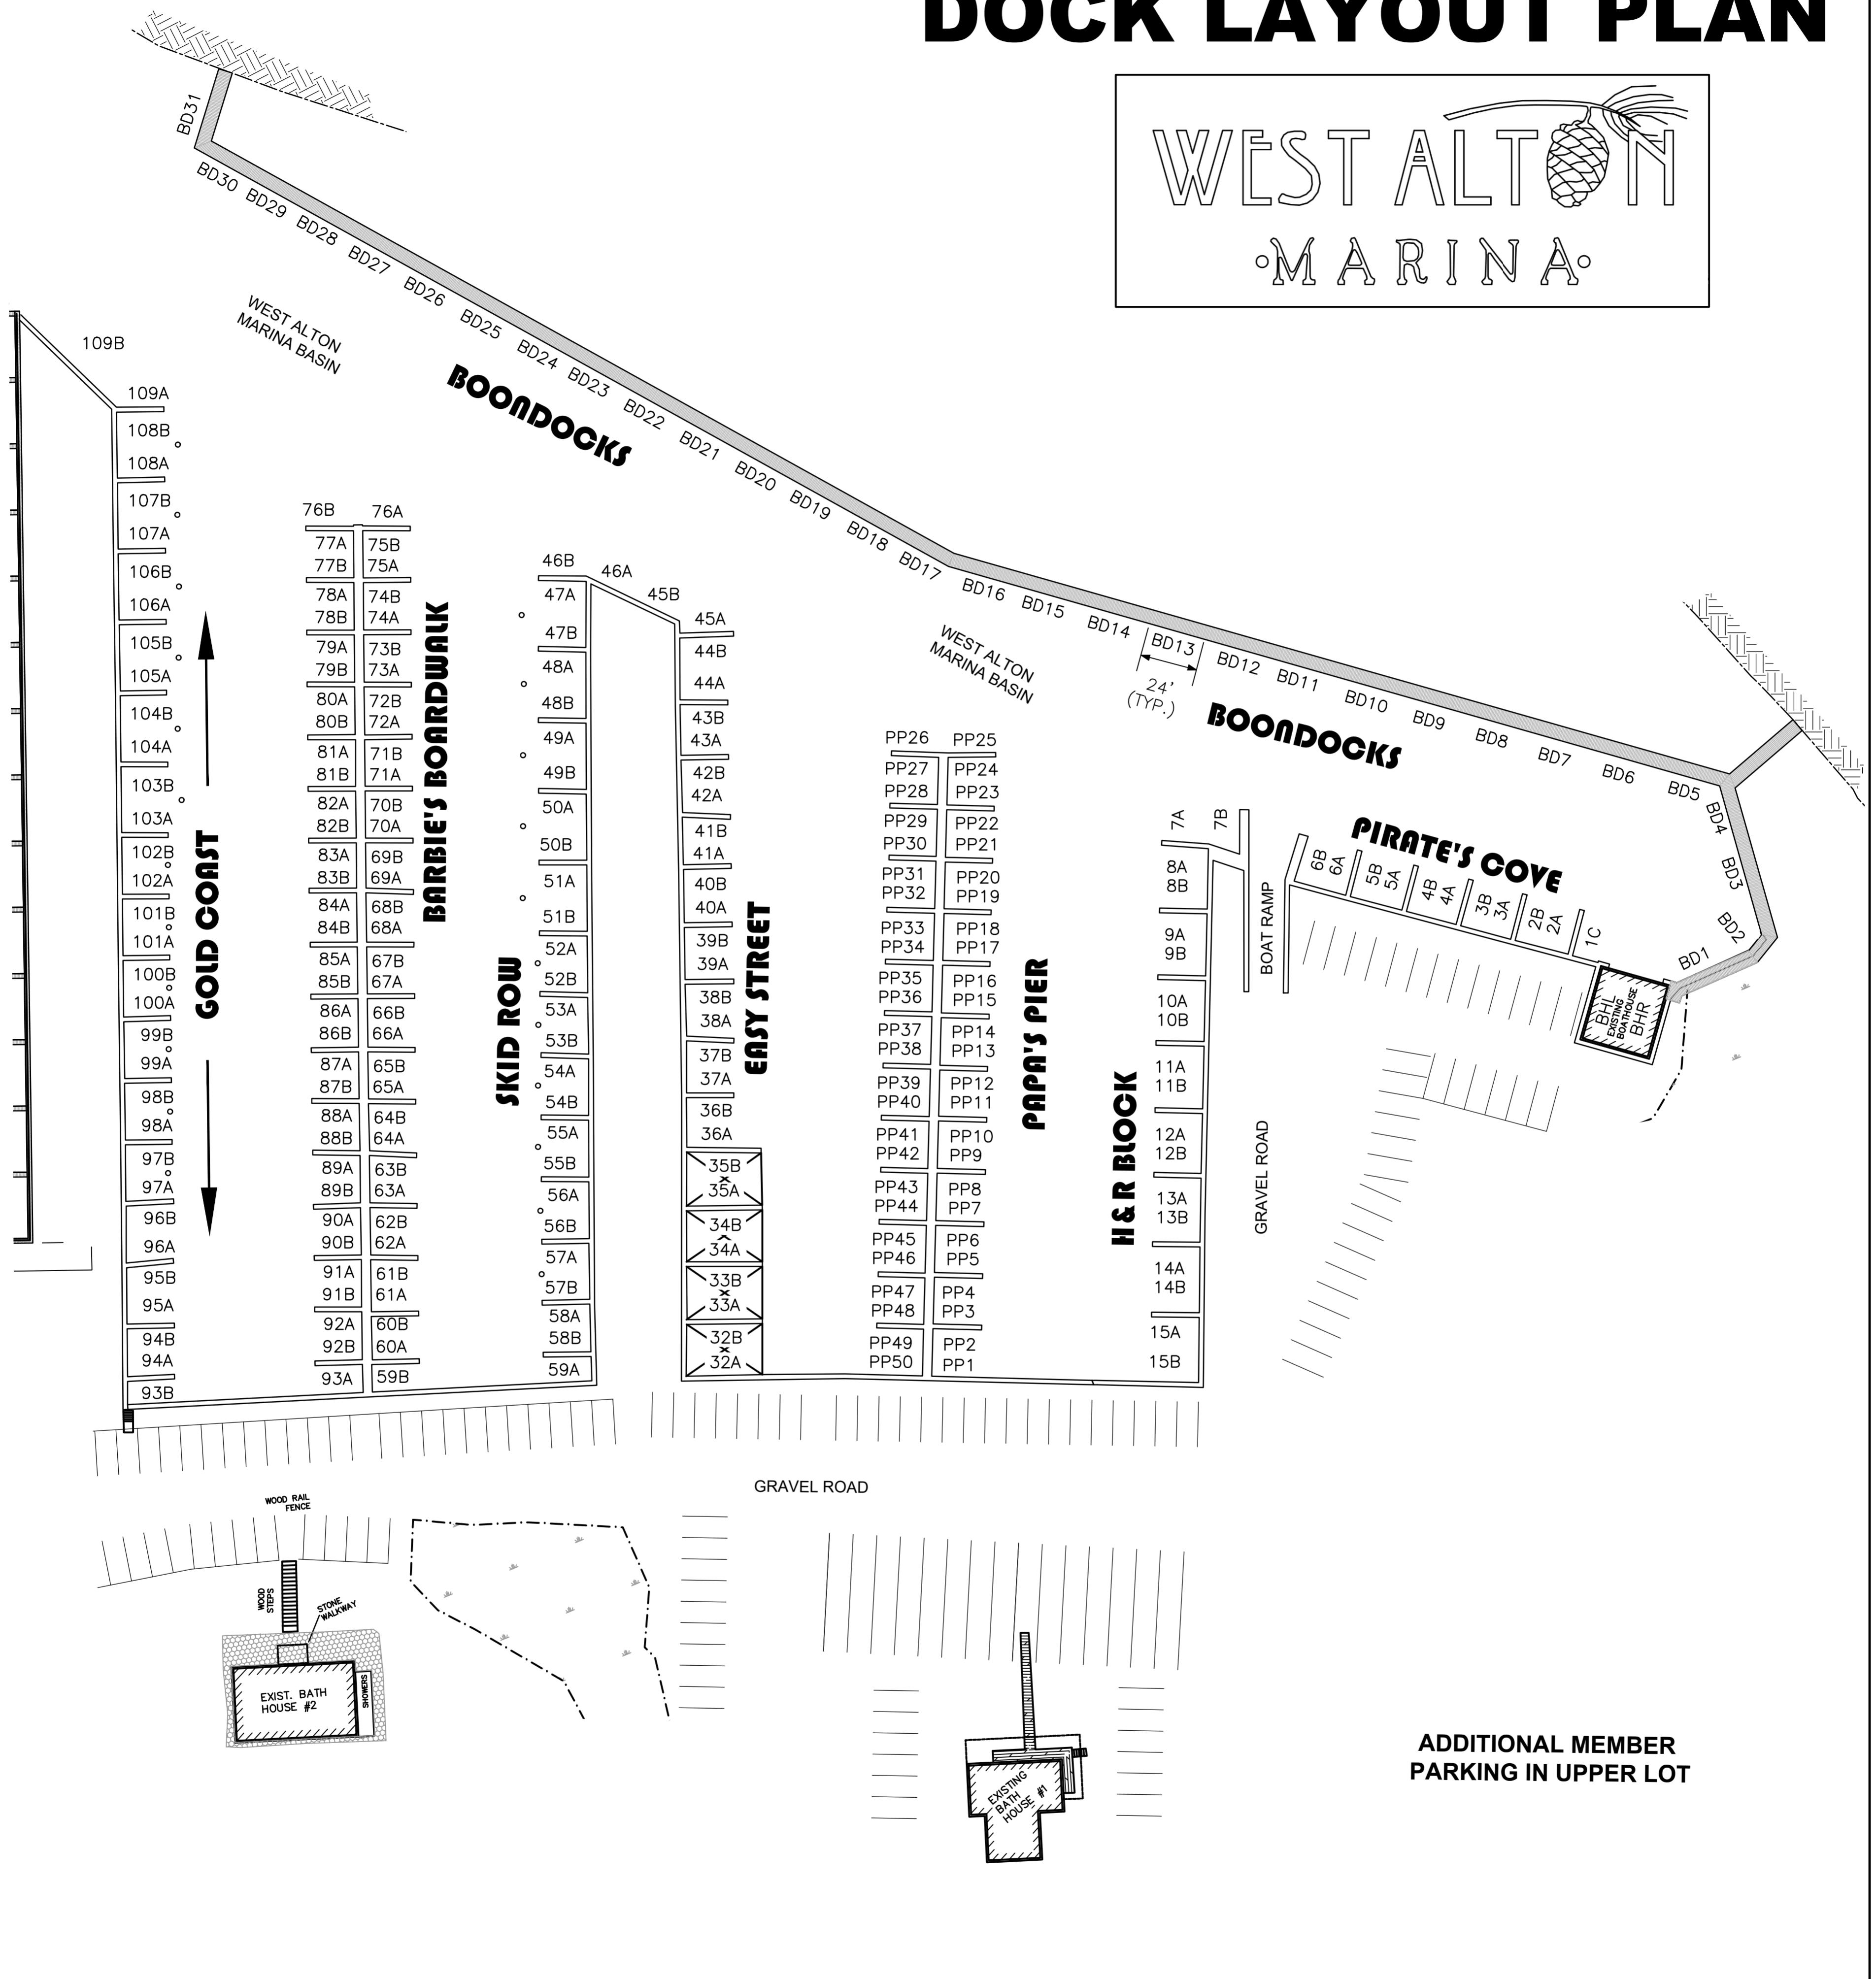 DOCK LAYOUT PLAN
WEST ALTON
MARINA
BD31
BD30
BD29
BD28
BD27
BD26
BD25
BD24
BD23
BD22
BD21
BD20
BD19
BD18
BD17
BD16
BD15
BD14
BD13
BD12
BD11
BD10
BD9
BD8
BD7
BD6
BD5
BD4
BD3
BD2
BD1
24'
(TYP.)
WEST ALTON
MARINA BASIN
BOONDOCKS
WEST ALTON
MARINA BASIN
BOONDOCKS
109B
109A
108B
108A
107B
107A
106B
106A
105B
105A
104B
104A
103B
103A
102B
102A
101B
101A
100B
100A
99B
99A
98B
98A
97B
97A
96B
96A
95B
95A
94B
94A
93B
GOLD COAST
76B 76A
77A 75B
77B 75A
78A 74B
78B 74A
79A 73B
79B 73A
80A 72B
80B 72A
81A 71B
81B 71A
82A 70B
82B 70A
83A 69B
83B 69A
84A 68B
84B 68A
85A 67B
85B 67A
86A 66B
86B 66A
87A 65B
87B 65A
88A 64B
88B 64A
89A 63B
89B 63A
90A 62B
90B 62A
91A 61B
91B 61A
92A 60B
92B 60A
93A 59B
BARBIE'S BOARDWALK
SKID ROW
46B
46A
45B
47A
47B
48A
48B
49A
49B
50A
50B
51A
51B
52A
52B
53A
53B
54A
54B
55A
55B
56A
56B
57A
57B
58A
58B
59A
45A
44B
44A
43B
43A
42B
42A
41B
41A
40B
40A
39B
39A
38B
38A
37B
37A
36B
36A
35B
35A
34B
34A
33B
33A
32B
32A
EASY STREET
PP26 PP25
PP27 PP24
PP28 PP23
PP29 PP22
PP30 PP21
PP31 PP20
PP32 PP19
PP33 PP18
PP34 PP17
PP35 PP16
PP36 PP15
PP37 PP14
PP38 PP13
PP39 PP12
PP40 PP11
PP41 PP10
PP42 PP9
PP43 PP8
PP44 PP7
PP45 PP6
PP46 PP5
PP47 PP4
PP48 PP3
PP49 PP2
PP50 PP1
PAPA'S PIER
H&R BLOCK
7A
7B
8A
8B
9A
9B
10A
10B
11A
11B
12A
12B
13A
13B
14A
14B
15A
15B
BOAT RAMP
GRAVEL ROAD
PIRATE'S COVE
6B
6A
5B
5A
4B
4A
3B
3A
2B
2A
1C
BHL
EXISTING
BOATHOUSE
BHR
GRAVEL ROAD
WOOD RAIL
FENCE
WOOD
STEPS
STONE
WALKWAY
EXIST. BATH
HOUSE #2
SHOWERS
EXISTING
BATH
HOUSE #1
ADDITIONAL MEMBER
PARKING IN UPPER LOT